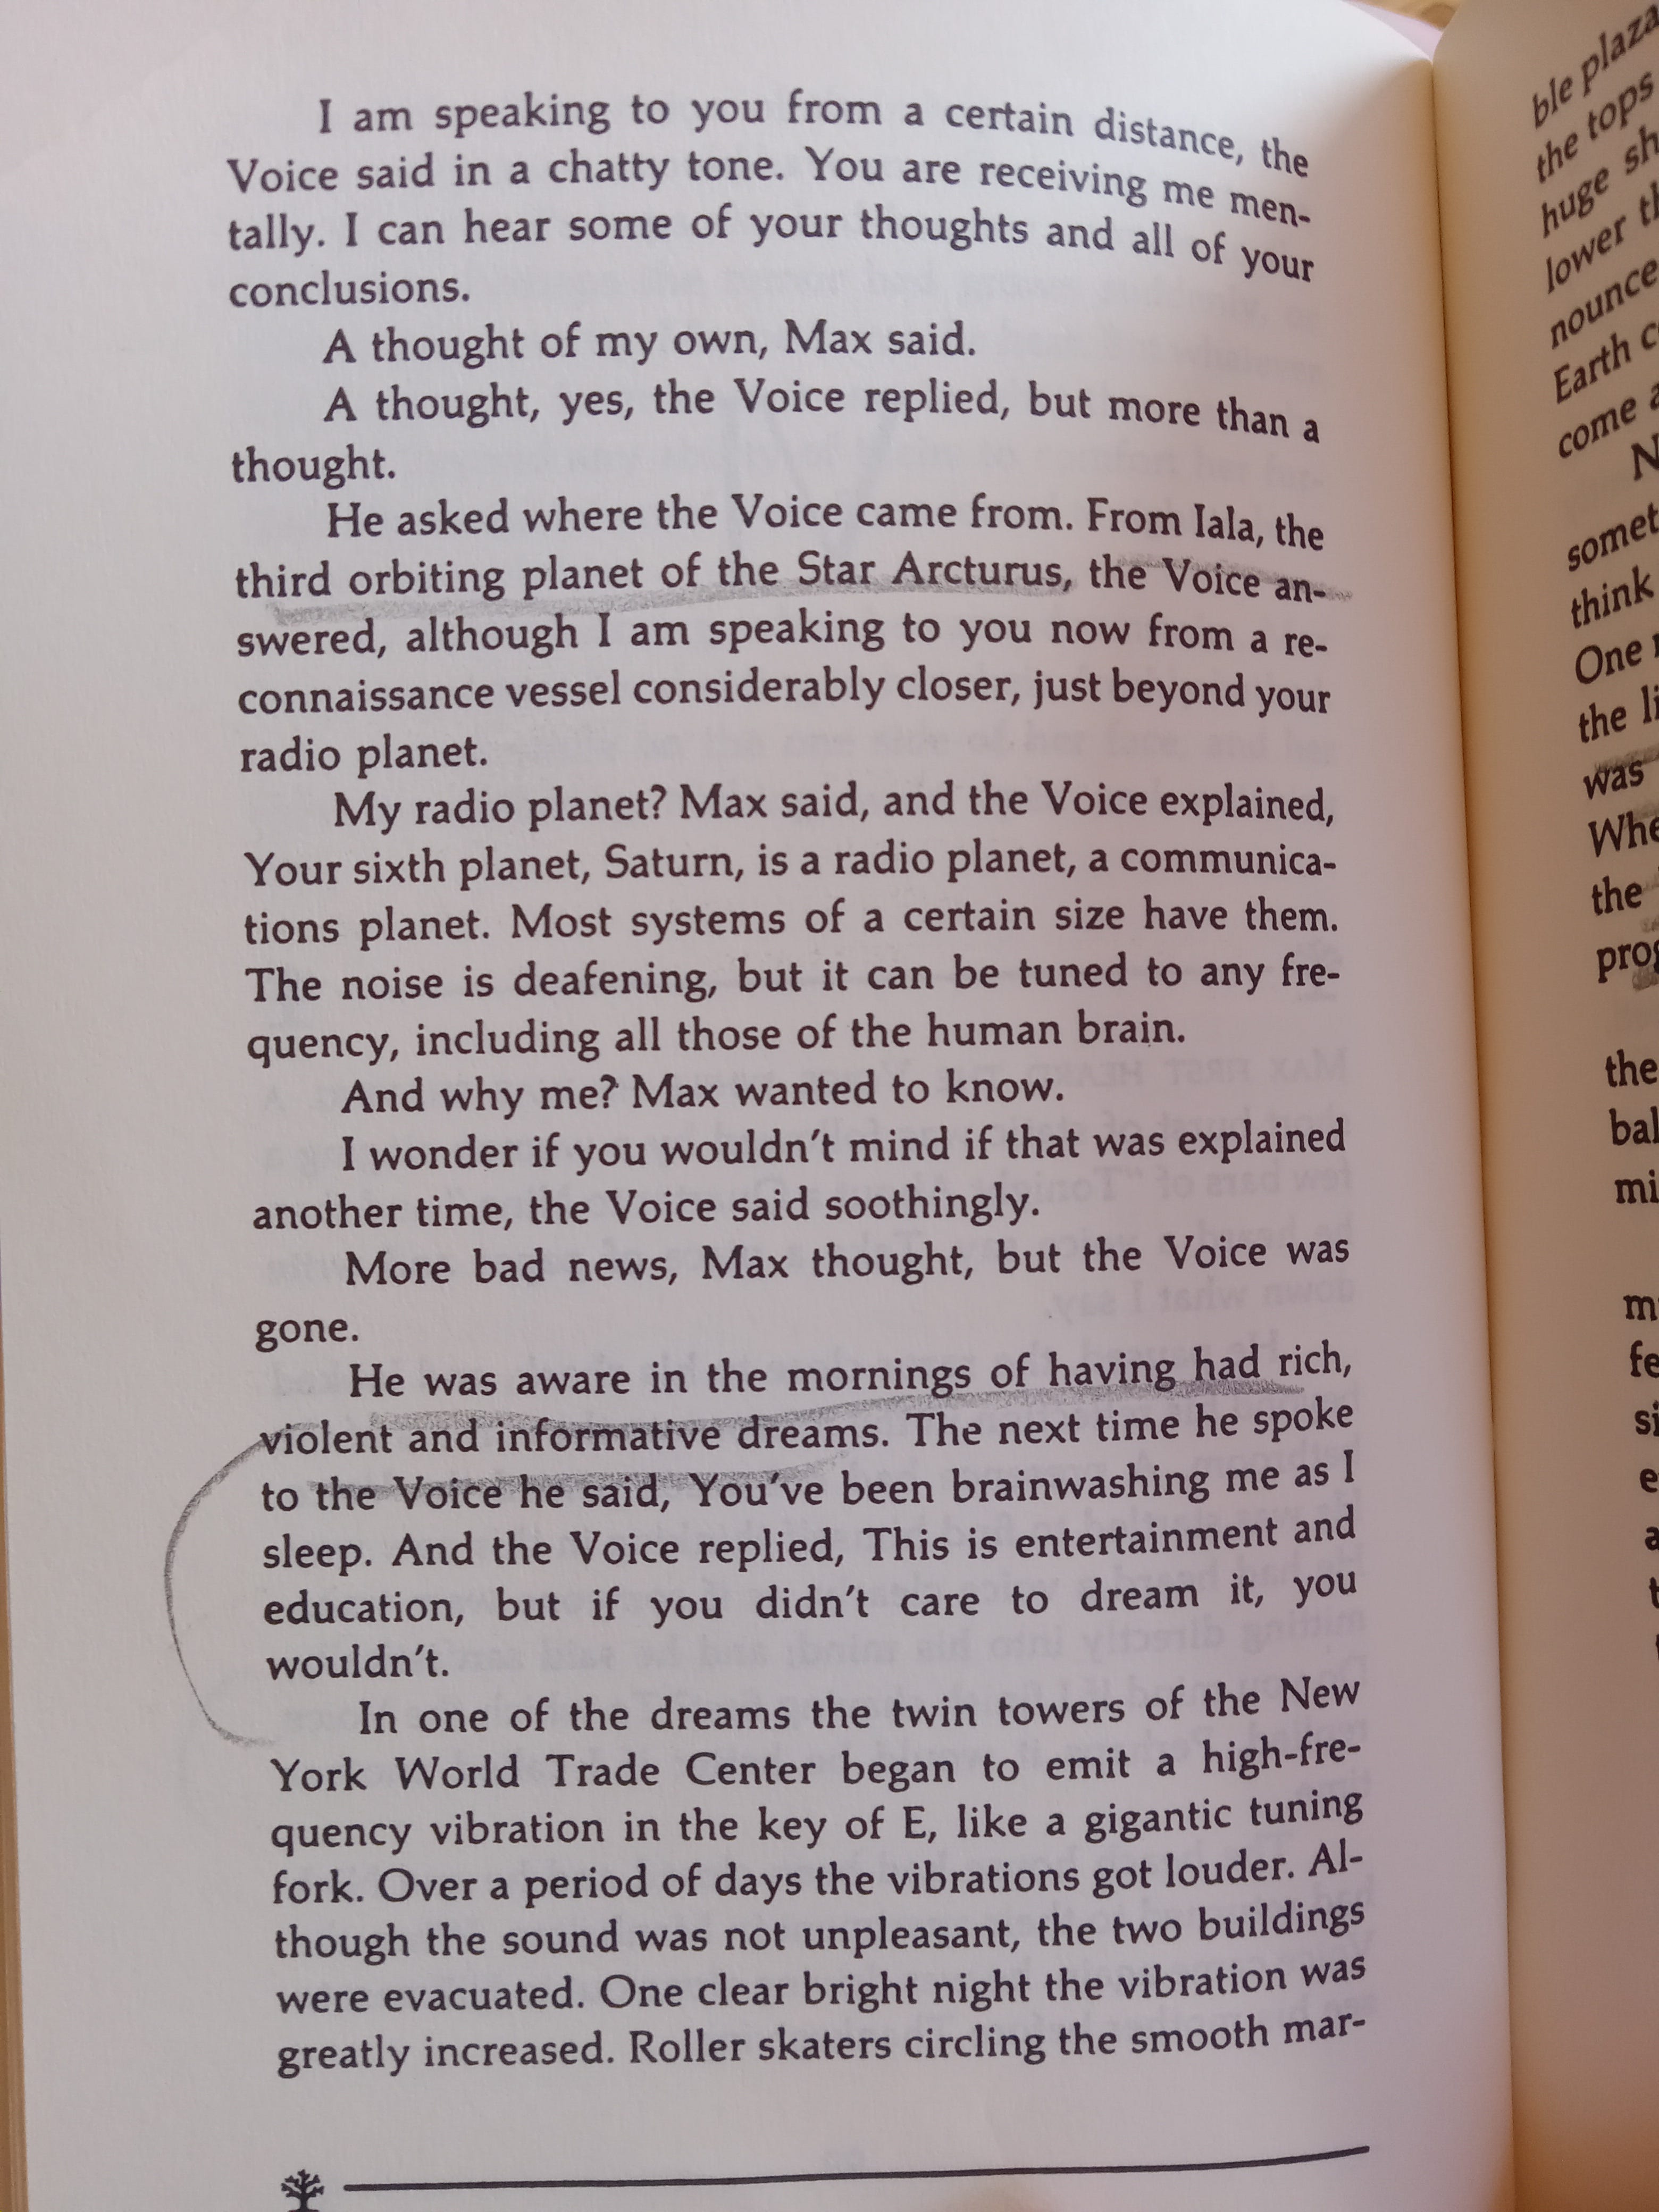 I am speaking to you from a certain distance, the
Voice said in a chatty tone. You are receiving me men-
tally. I can hear some of your thoughts and all of your
conclusions.
A thought of my own, Max said.
A thought, yes, the Voice replied, but more than a
thought.
He asked where the Voice came from. From Iala, the
third orbiting planet of the Star Arcturus, the Voice an-
swered, although I am speaking to you now from a re-
connaissance vessel considerably closer, just beyond your
radio planet.
My radio planet? Max said, and the Voice explained,
Your sixth planet, Saturn, is a radio planet, a communica-
tions planet. Most systems of a certain size have them.
The noise is deafening, but it can be tuned to any fre-
quency, including all those of the human brain.
And why me? Max wanted to know.
I wonder if you wouldn't mind if that was explained
another time, the Voice said soothingly.
More bad news, Max thought, but the Voice was
gone.
He was aware in the mornings of having had rich,
violent and informative dreams. The next time he spoke
to the Voice he said, You've been brainwashing me as I
sleep. And the Voice replied, This is entertainment and
education, but if you didn't care to dream it, you
wouldn't.
In one of the dreams the twin towers of the New
York World Trade Center began to emit a high-fre-
quency vibration in the key of E, like a gigantic tuning
fork. Over a period of days the vibrations got louder. Al-
though the sound was not unpleasant, the two buildings
were evacuated. One clear bright night the vibration was
greatly increased. Roller skaters circling the smooth mar-
ble plaza
the tops
huge
lower
nounce
Earth
come
somet
think
One
the
was
the
the